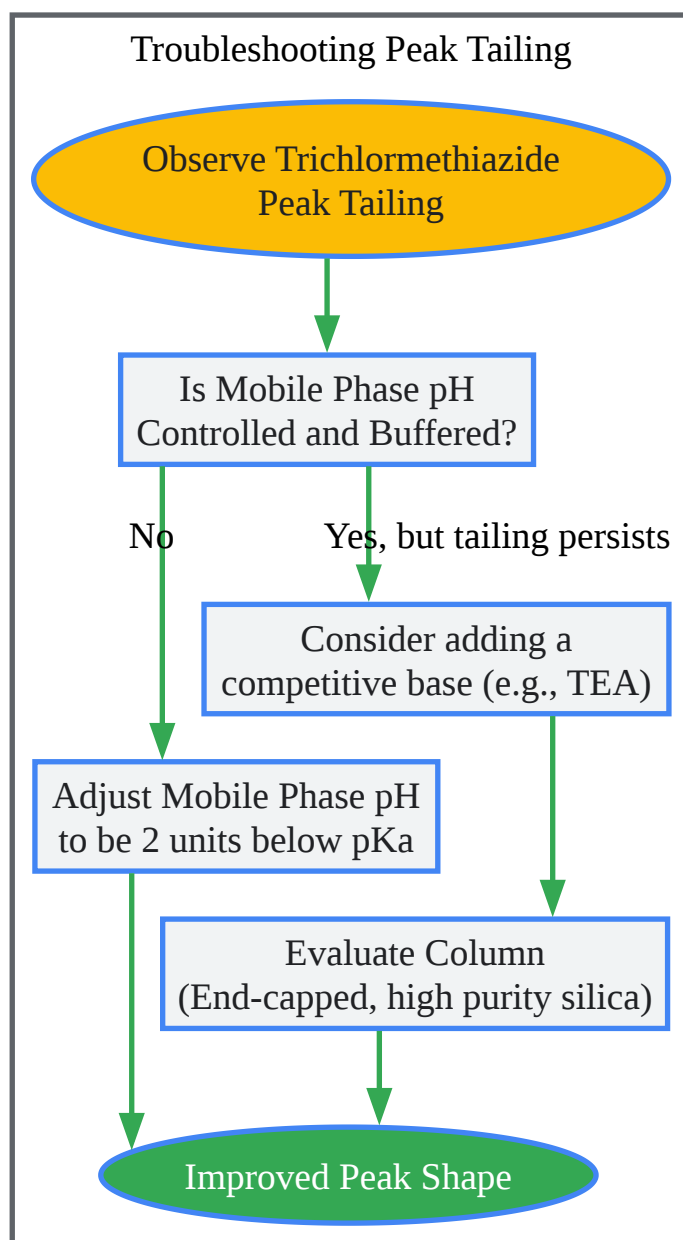 Troubleshooting Peak Tailing
Observe Trichlormethiazide
Peak Tailing
Is Mobile Phase pH
Controlled and Buffered?
No
Yes, but tailing persists
Consider adding a
competitive base (e.g., TEA)
Adjust Mobile Phase pH
to be 2 units below pKa
Evaluate Column
(End-capped, high purity silica)
Improved Peak Shape